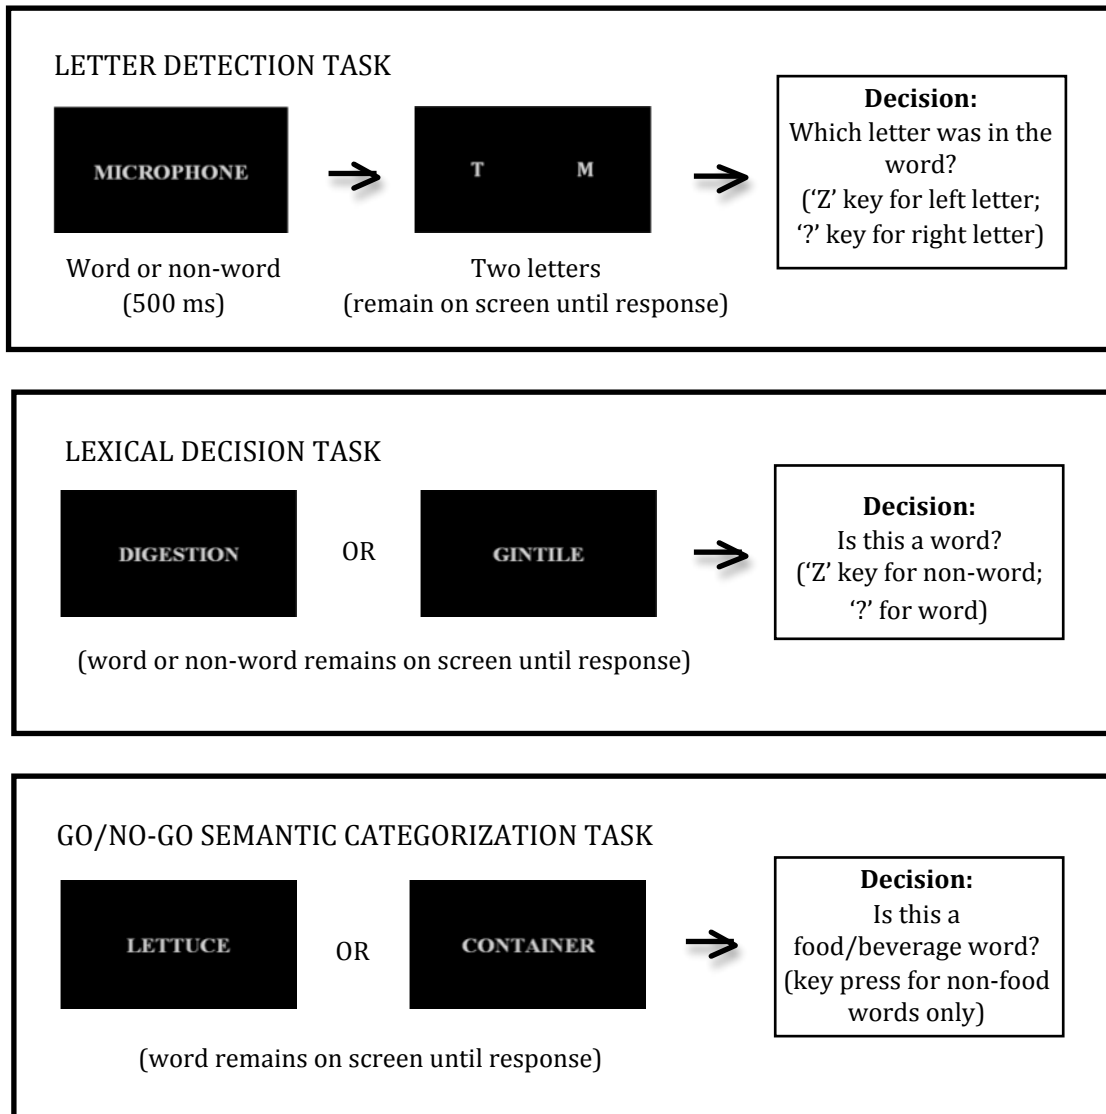 LETTER DETECTION TASK
MICROPHONE
T M
Decision:
Which letter was in the
word?
(‘Z’ key for left letter;
‘?’ key for right letter)
Word or non-word
(500 ms)
Two letters
(remain on screen until response)
LEXICAL DECISION TASK
DIGESTION
OR
GINTILE
Decision:
Is this a word?
(‘Z’ key for non-word;
‘?’ for word)
(word or non-word remains on screen until response)
GO/NO-GO SEMANTIC CATEGORIZATION TASK
LETTUCE
OR
CONTAINER
Decision:
Is this a
food/beverage word?
(key press for non-food
words only)
(word remains on screen until response)